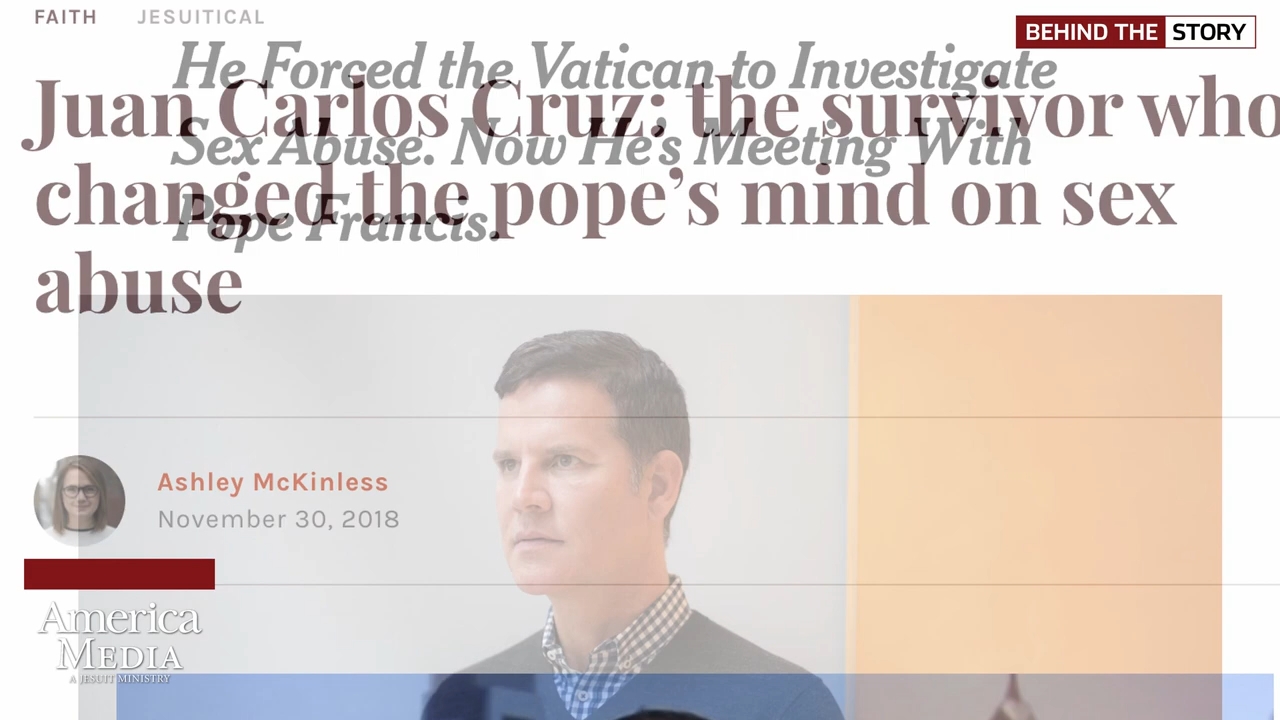 FAITH JESUITICAL
BEHIND THE STORY
He Forced the Vatican to Investigate
Sex Abuse. Now He's Meeting With
Pope Francis.
Juan Carlos Cruz: the survivor who
changed the pope’s mind on sex
abuse
Ashley McKinless
November 30, 2018
America
MEDIA
A JESUIT MINISTRY